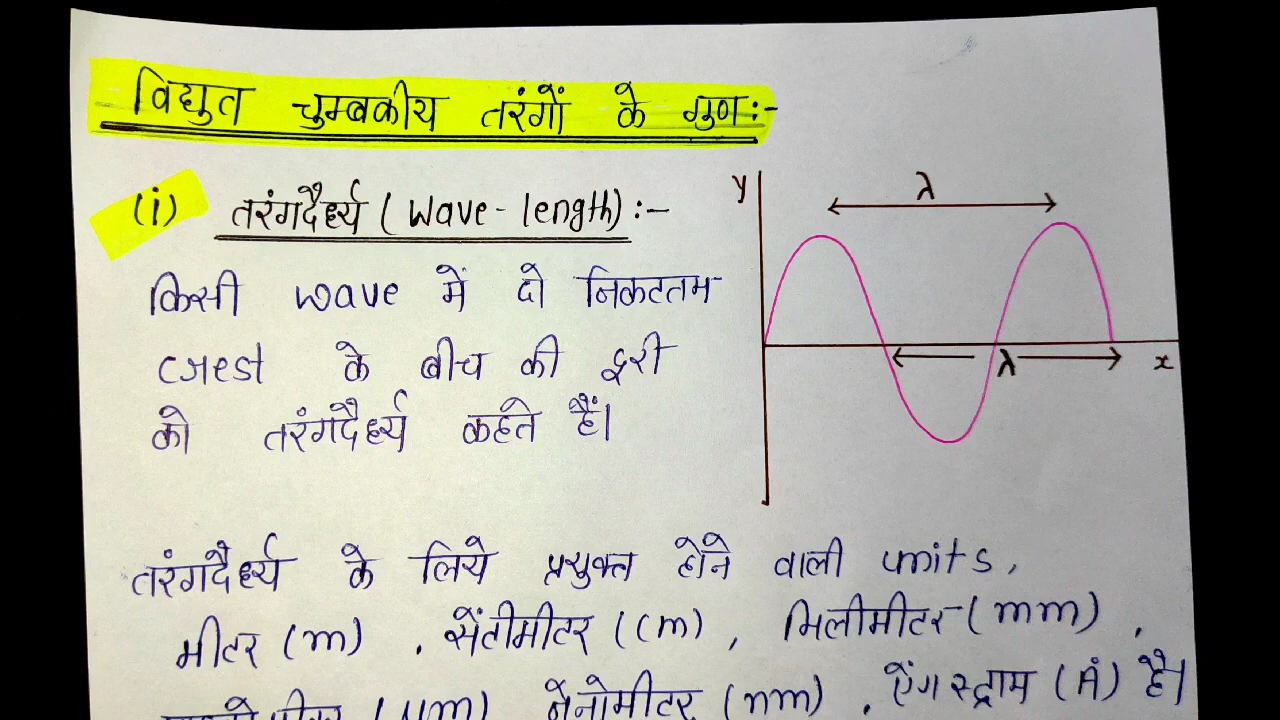 विद्युत चुम्बकीय तरंगों के गुण:-
(i) तरंगदैर्ध्य (Wave-length):-
किसी wave में दो निकटतम
crest के बीच की दूरी
को तरंगदैर्ध्य कहते हैं।
y
λ
λ
x
तरंगदैर्ध्य के लिये प्रयुक्त होने वाली units,
मीटर (m), सेंटीमीटर (cm), मिलीमीटर (mm),
(μm) नैनोमीटर (nm), ऐंगस्ट्राम (Å) है।